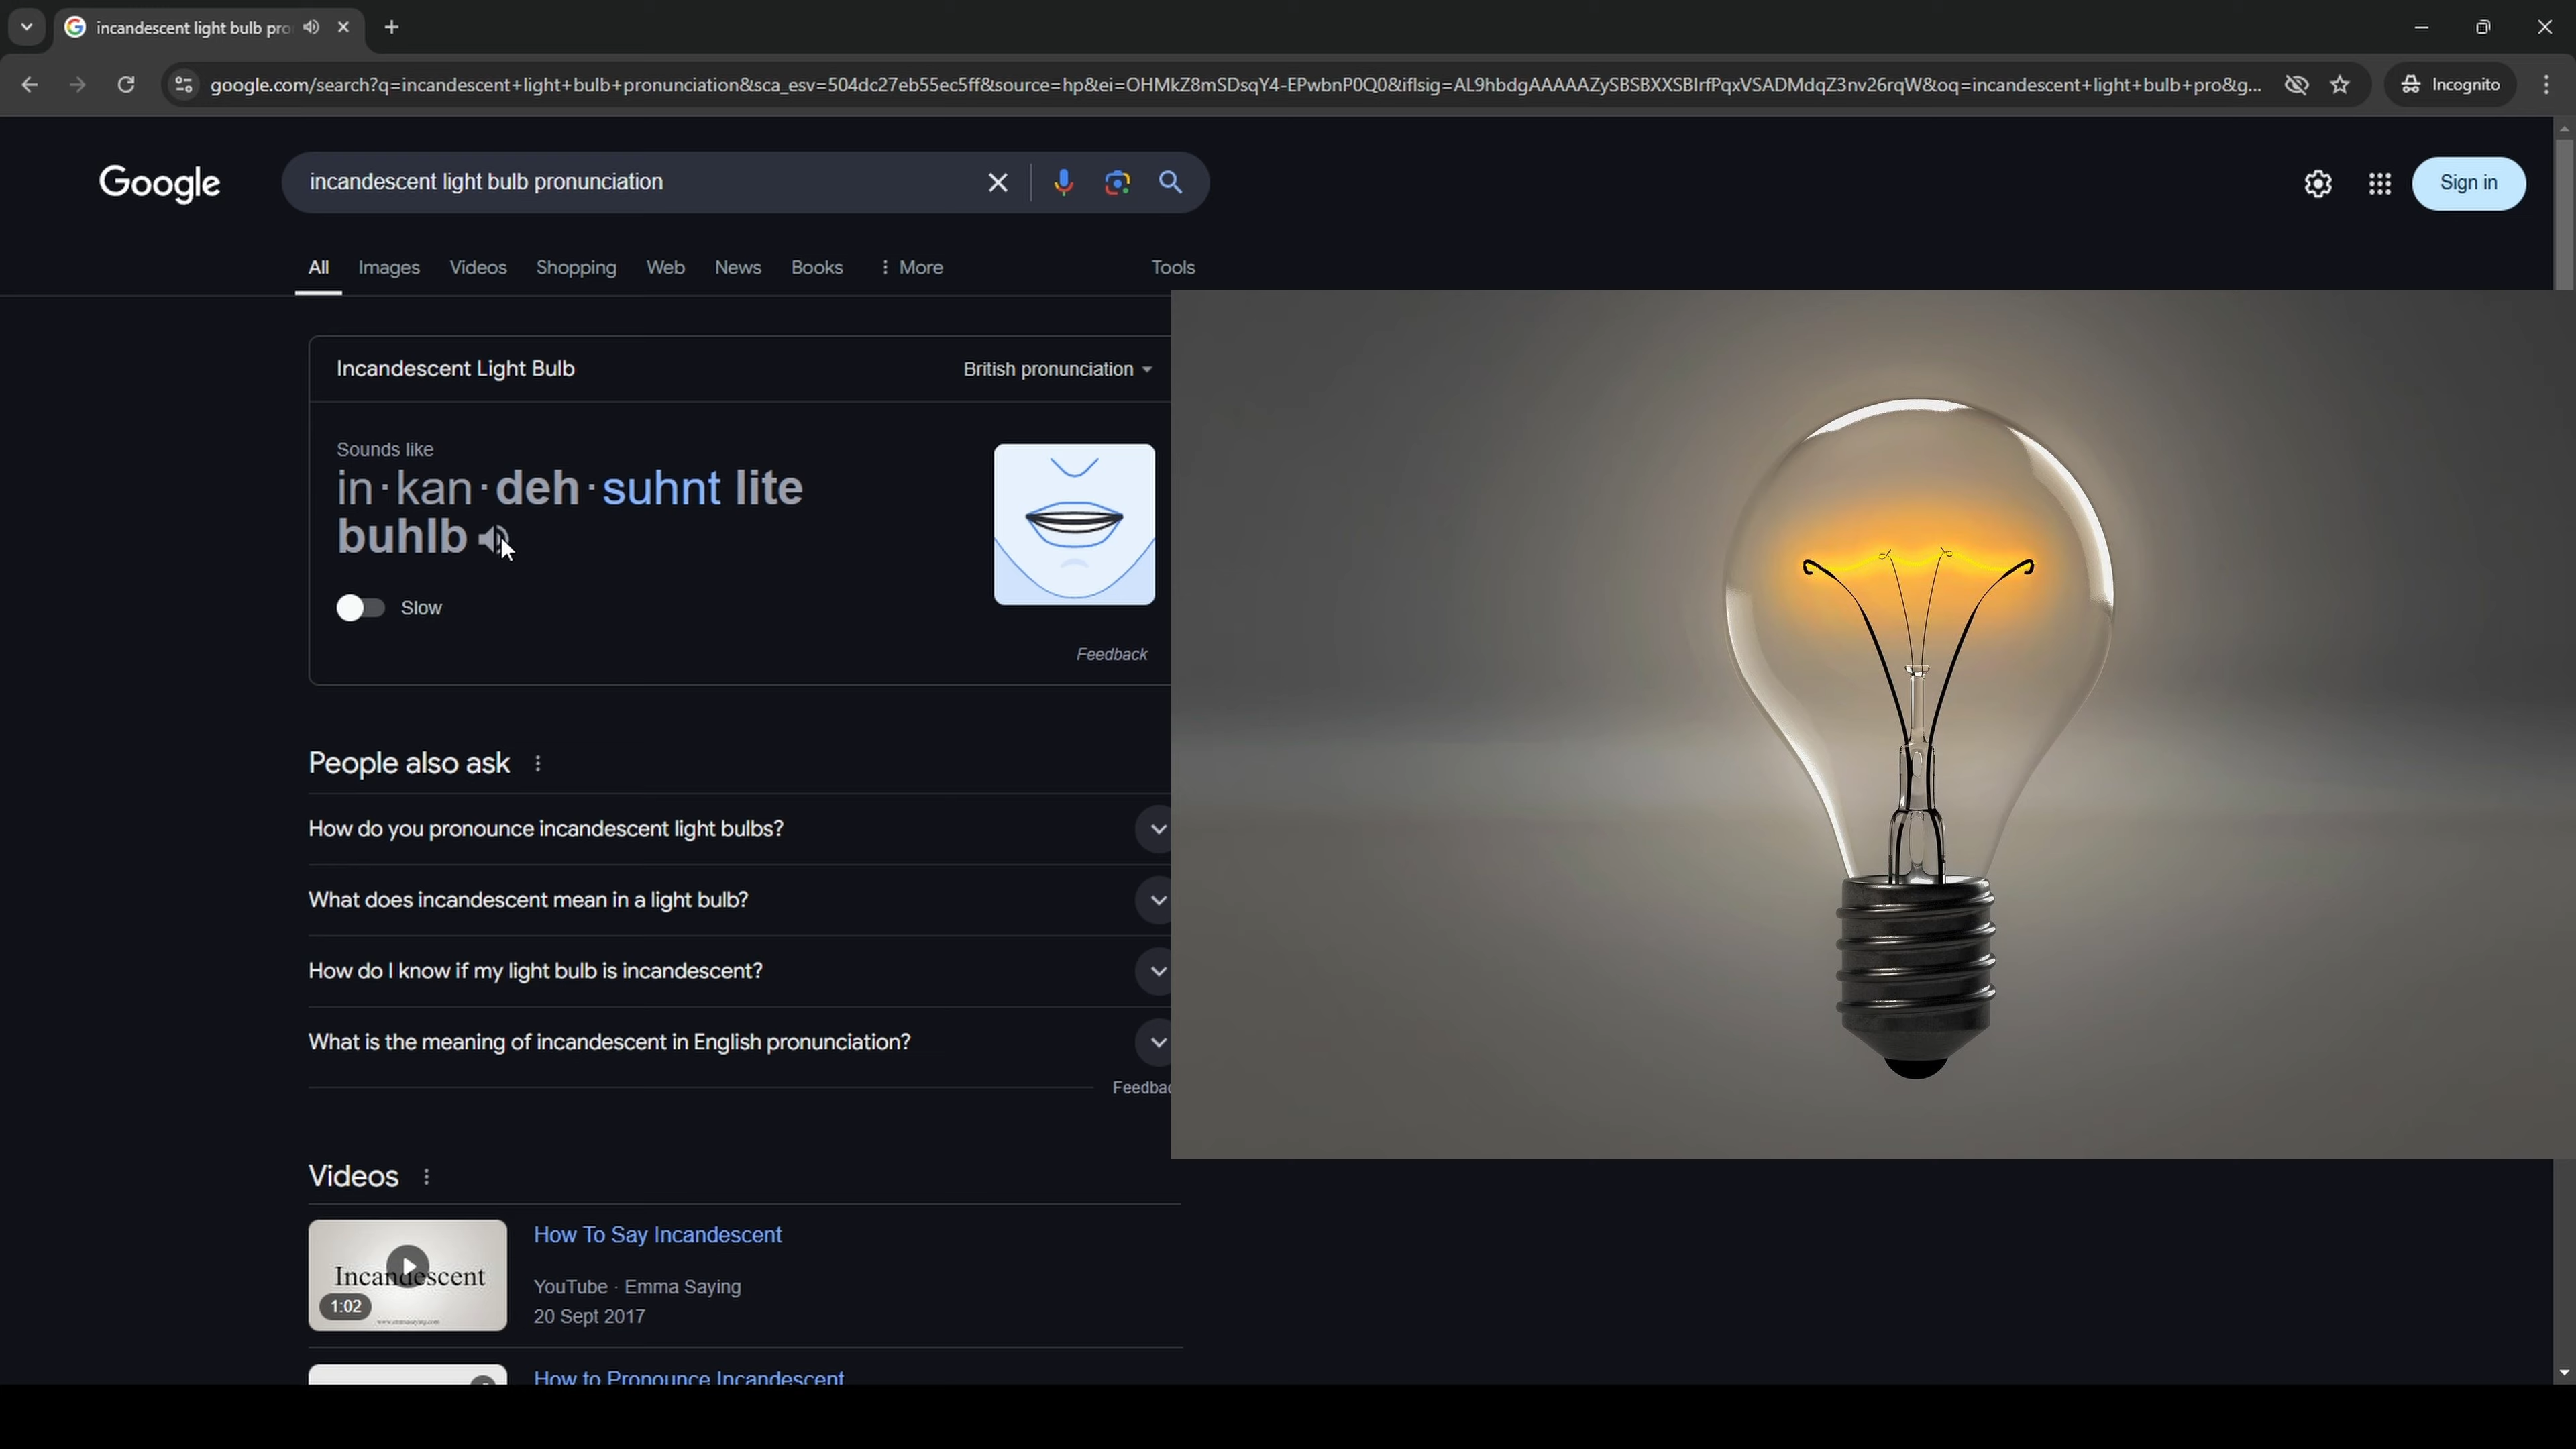 incandescent light bulb pro
google.com/search?q=incandescent+light+bulb+pronunciation&sca_esv=504dc27eb55ec5ff&source=hp&ei=OHMkZ8mSDsqY4-EPwbnP0Q0&iflsig=AL9hbdgAAAAAZySBSBXXSBIrfPqxVSADMdqZ3nv26rqW&oq=incandescent+light+bulb+pro&g...
Incognito
Google
incandescent light bulb pronunciation
Sign in
All Images Videos Shopping Web News Books More Tools
Incandescent Light Bulb British pronunciation
Sounds like
in·kan·deh·suhnt lite
buhlb
Slow
Feedback
People also ask
How do you pronounce incandescent light bulbs?
What does incandescent mean in a light bulb?
How do I know if my light bulb is incandescent?
What is the meaning of incandescent in English pronunciation?
Feedbac
Videos
Incandescent
1:02
www.emmasaying.com
How To Say Incandescent
YouTube · Emma Saying
20 Sept 2017
How to Pronounce Incandescent